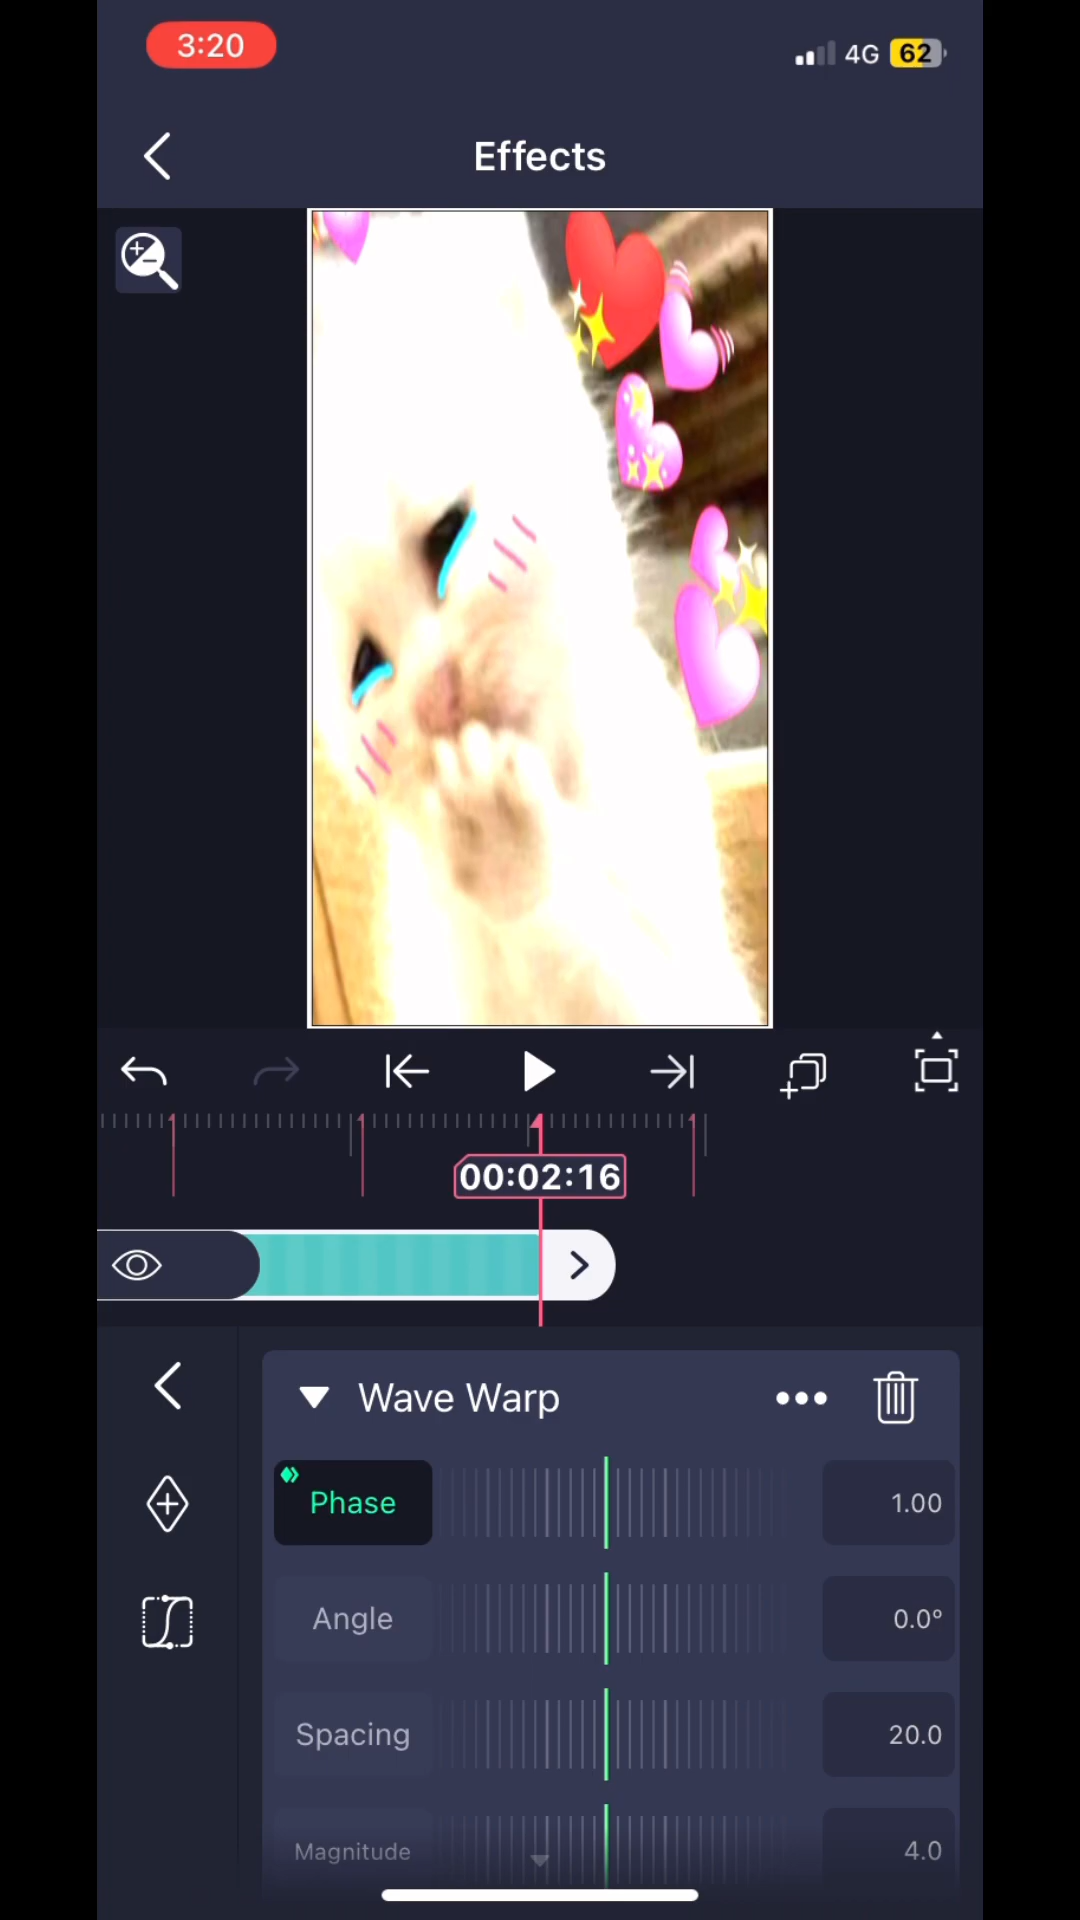 3:20
4G 62
Effects
00:02:16
Wave Warp
Phase 1.00
Angle 0.0°
Spacing 20.0
Magnitude 4.0